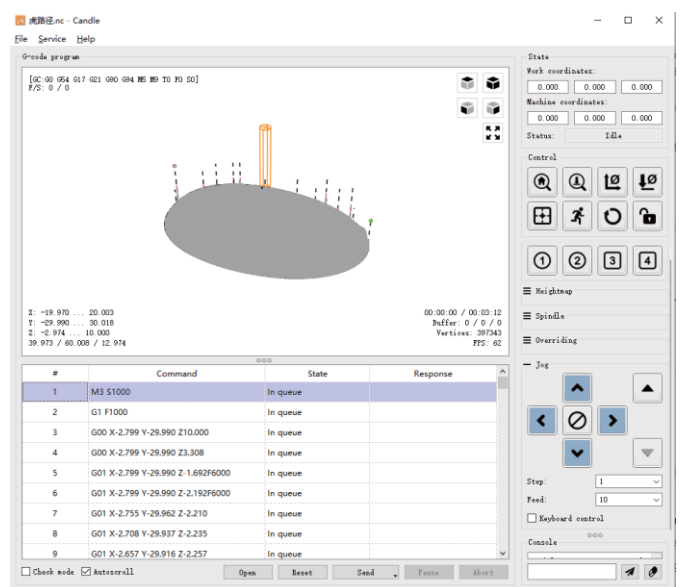 虎路径.nc - Candle
File Service Help
G-code program
[GC:G0 G54 G17 G21 G90 G94 M5 M9 T0 F0 S0]
F/S: 0 / 0
X: -19.970 ... 20.003
Y: -29.990 ... 30.018
Z: -2.974 ... 10.000
39.973 / 60.008 / 12.974
00:00:00 / 00:03:12
Buffer: 0 / 0 / 0
Vertices: 397343
FPS: 62
# Command State Response
1 M3 S1000 In queue
2 G1 F1000 In queue
3 G00 X-2.799 Y-29.990 Z10.000 In queue
4 G00 X-2.799 Y-29.990 Z3.308 In queue
5 G01 X-2.799 Y-29.990 Z-1.692F6000 In queue
6 G01 X-2.799 Y-29.990 Z-2.192F6000 In queue
7 G01 X-2.755 Y-29.962 Z-2.210 In queue
8 G01 X-2.708 Y-29.937 Z-2.235 In queue
9 G01 X-2.657 Y-29.916 Z-2.257 In queue
Check mode Autoscroll Open Reset Send Pause Abort
State
Work coordinates:
0.000 0.000 0.000
Machine coordinates:
0.000 0.000 0.000
Status: Idle
Control
1 2 3 4
Heightmap
Spindle
Overriding
Jog
Step: 1
Feed: 10
Keyboard control
Console